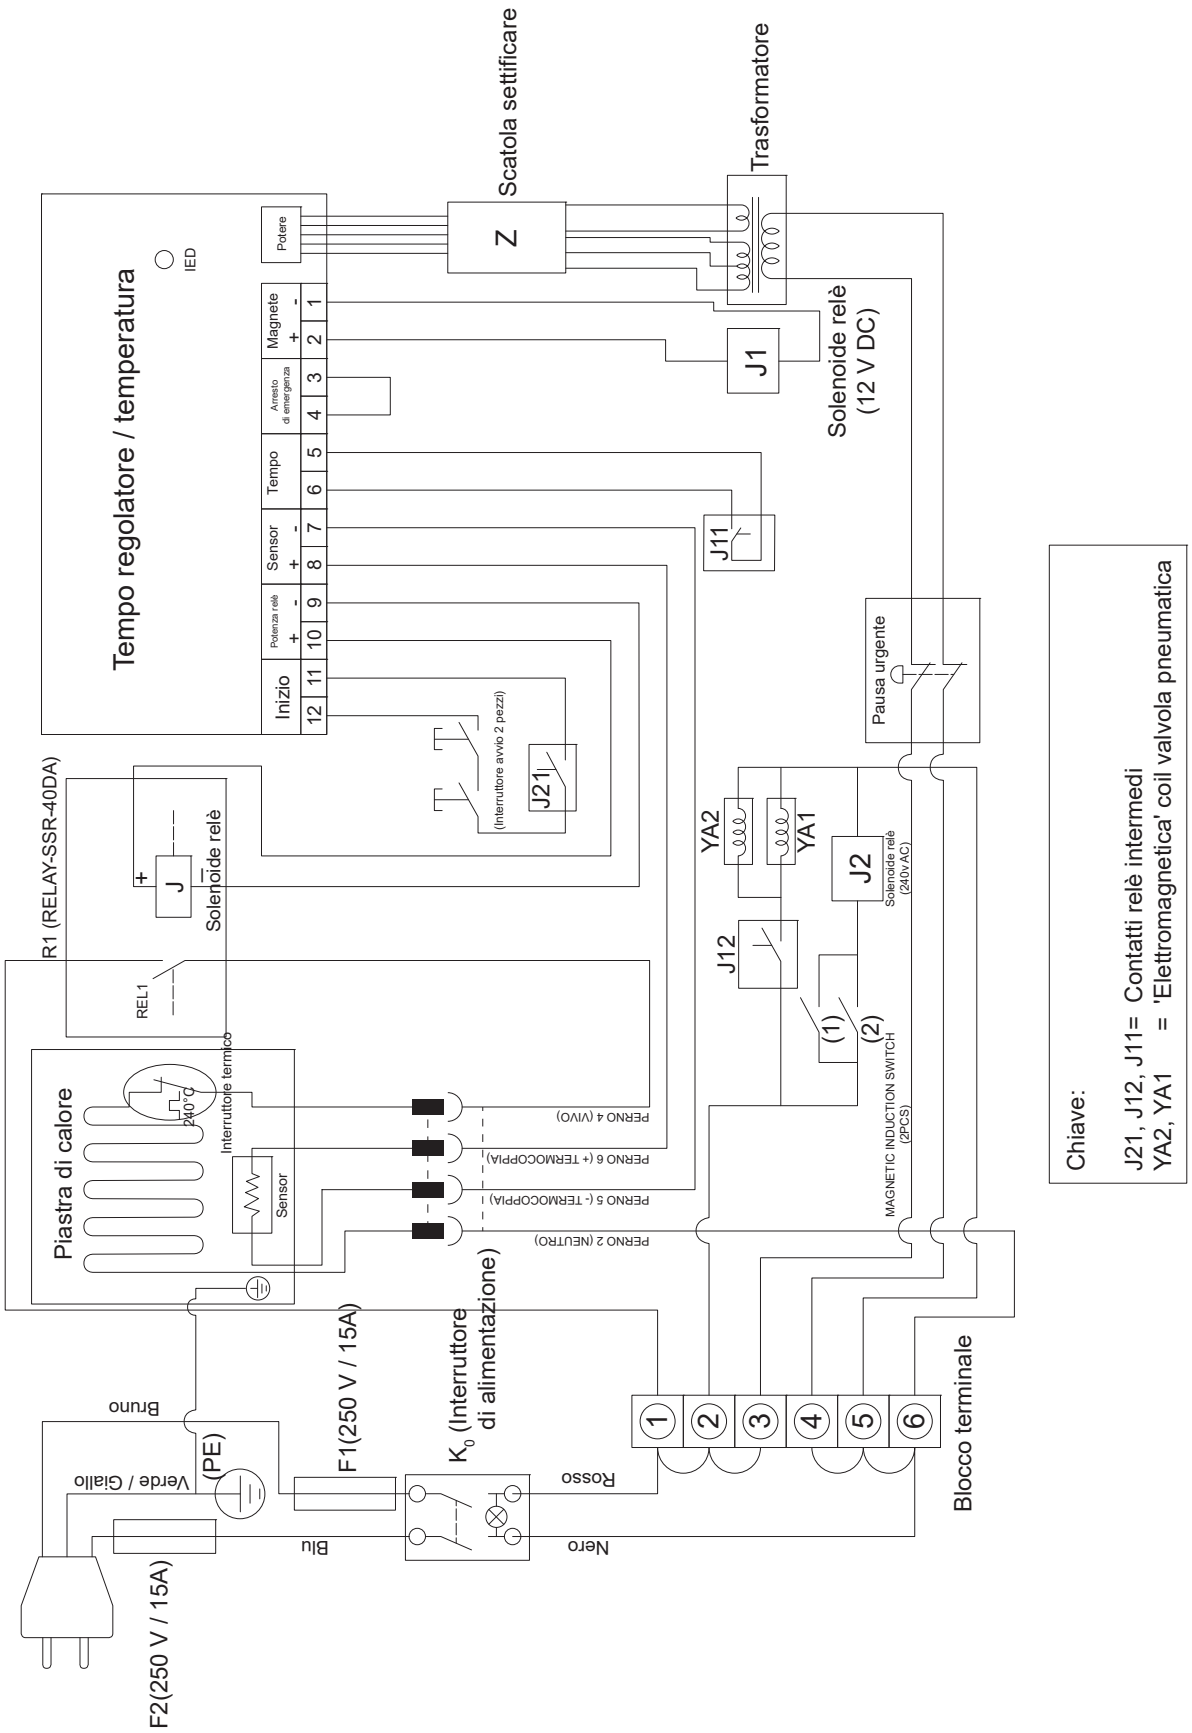 Tempo regolatore / temperatura
IED
Potere
Magnete
- +
1 2
Arresto
di emergenza
3 4
Tempo
5 6
Sensor
- +
7 8
Potenza relè
- +
9 10
Inizio
11 12
Scatola settificare
Z
Trasformatore
J1
Solenoide relè
(12 V DC)
J11
(Interruttore avvio 2 pezzi)
J21
R1 (RELAY-SSR-40DA)
REL1
+
J
-
Solenoide relè
Piastra di calore
240°C
Interruttore termico
Sensor
PERNO 4 (VIVO)
PERNO 6 (+ TERMOCOPPIA)
PERNO 5 (- TERMOCOPPIA)
PERNO 2 (NEUTRO)
Pausa urgente
YA2
YA1
J12
J2
Solenoide relè
(240v AC)
(1)
(2)
MAGNETIC INDUCTION SWITCH
(2PCS)
Bruno
Verde / Giallo
(PE)
Blu
F2(250 V / 15A)
F1(250 V / 15A)
K0 (Interruttore
di alimentazione)
Rosso
Nero
1
2
3
4
5
6
Blocco terminale
Chiave:
J21, J12, J11= Contatti relè intermedi
YA2, YA1 = 'Elettromagnetica' coil valvola pneumatica